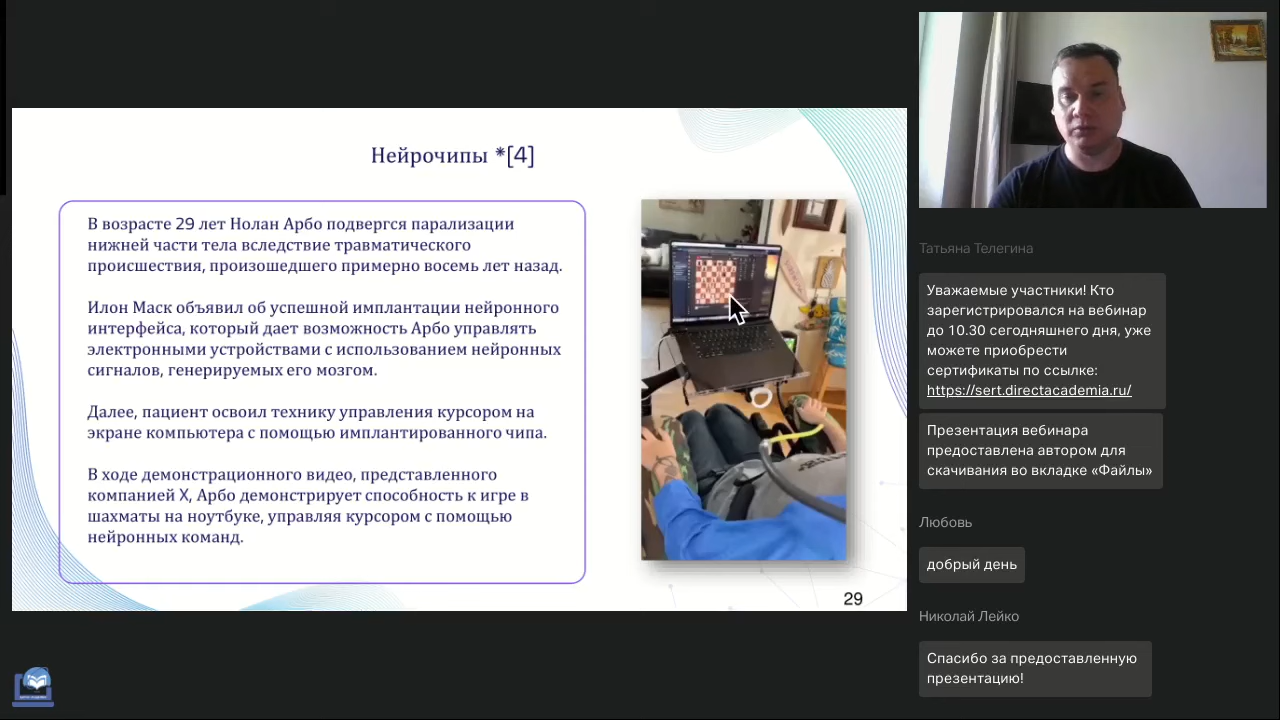 Нейрочипы *[4]
В возрасте 29 лет Нолан Арбо подвергся парализации
нижней части тела вследствие травматического
происшествия, произошедшего примерно восемь лет назад.
Илон Маск объявил об успешной имплантации нейронного
интерфейса, который дает возможность Арбо управлять
электронными устройствами с использованием нейронных
сигналов, генерируемых его мозгом.
Далее, пациент освоил технику управления курсором на
экране компьютера с помощью имплантированного чипа.
В ходе демонстрационного видео, представленного
компанией X, Арбо демонстрирует способность к игре в
шахматы на ноутбуке, управляя курсором с помощью
нейронных команд.
29
Татьяна Телегина
Уважаемые участники! Кто
зарегистрировался на вебинар
до 10.30 сегодняшнего дня, уже
можете приобрести
сертификаты по ссылке:
https://sert.directacademia.ru/
Презентация вебинара
предоставлена автором для
скачивания во вкладке «Файлы»
Любовь
добрый день
Николай Лейко
Спасибо за предоставленную
презентацию!